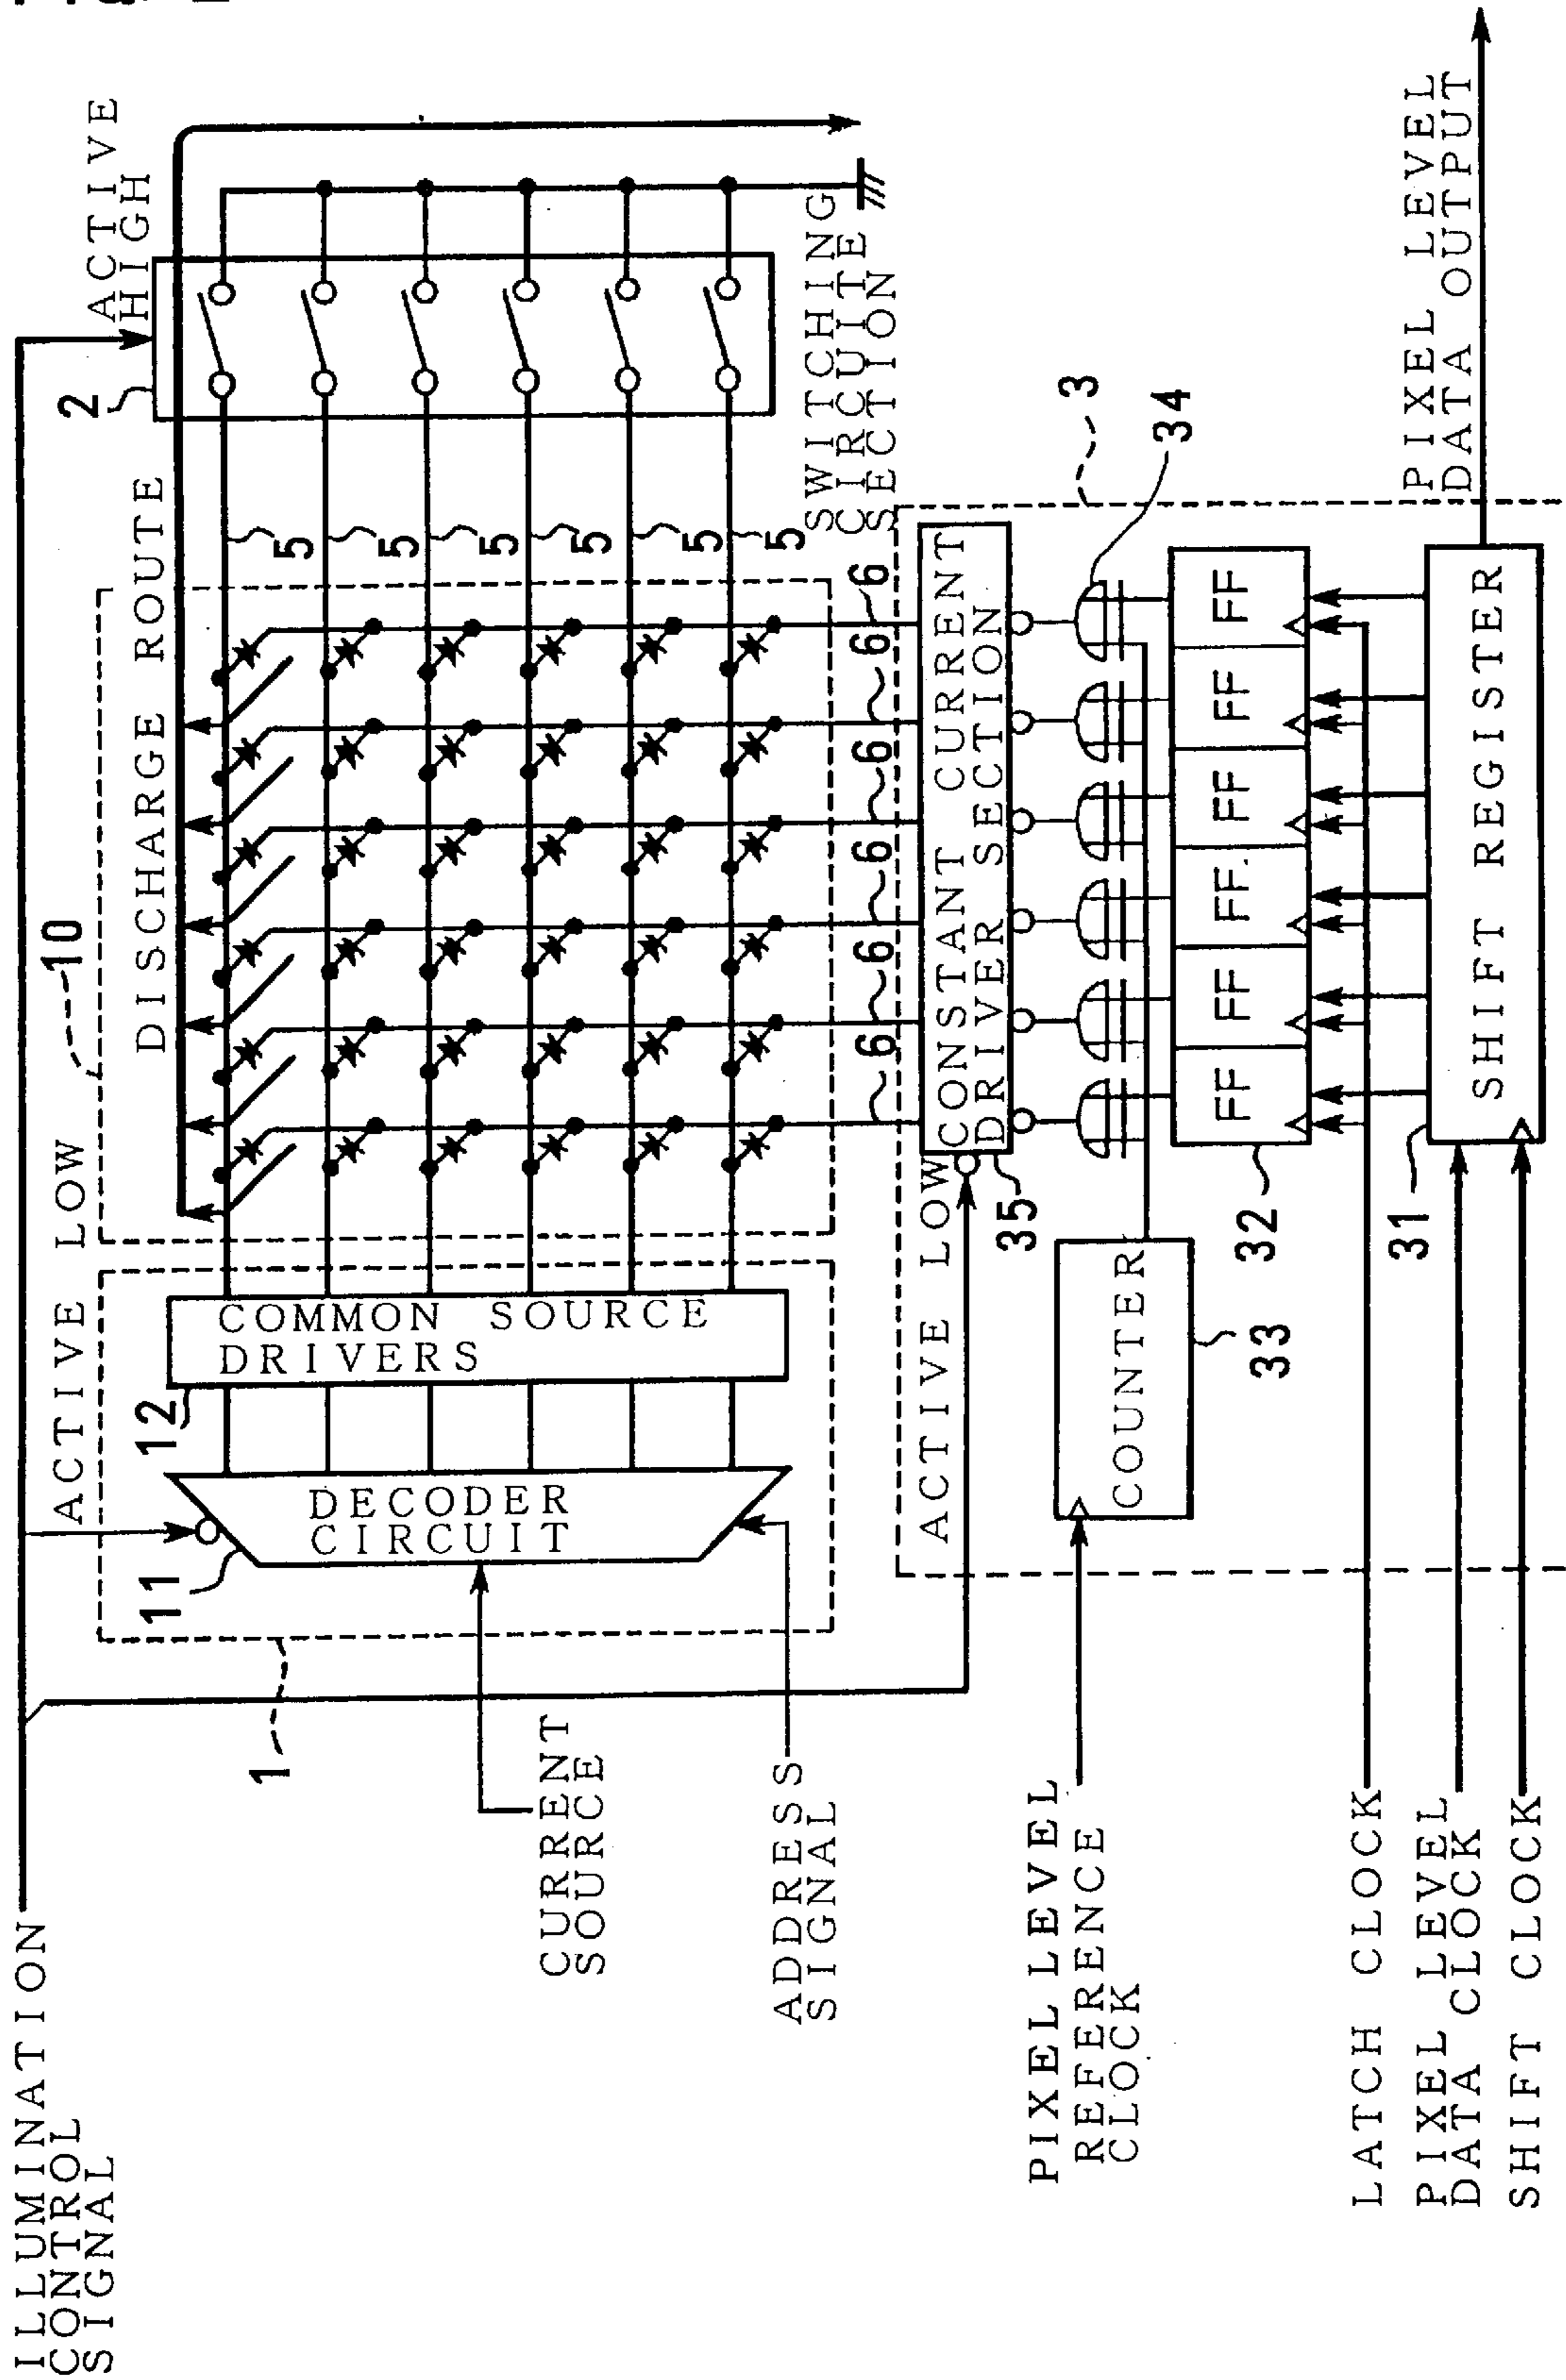 ILLUMINATION
CONTROL
SIGNAL
ACTIVE LOW
10
DISCHARGE ROUTE
2
ACTIVE
HIGH
1
11
DECODER
CIRCUIT
12
COMMON SOURCE
DRIVERS
5
5
5
5
5
5
SWITCHING
CIRCUITE
SECTION
CURRENT
SOURCE
ADDRESS
SIGNAL
6
6
6
6
6
6
ACTIVE LOW
CONSTANT CURRENT
DRIVER SECTION
35
3
34
PIXEL LEVEL
REFERENCE
CLOCK
COUNTER
33
FF
FF
FF.
FF
FF
FF
32
LATCH CLOCK
31
PIXEL LEVEL
DATA CLOCK
SHIFT CLOCK
SHIFT REGISTER
PIXEL LEVEL
DATA OUTPUT